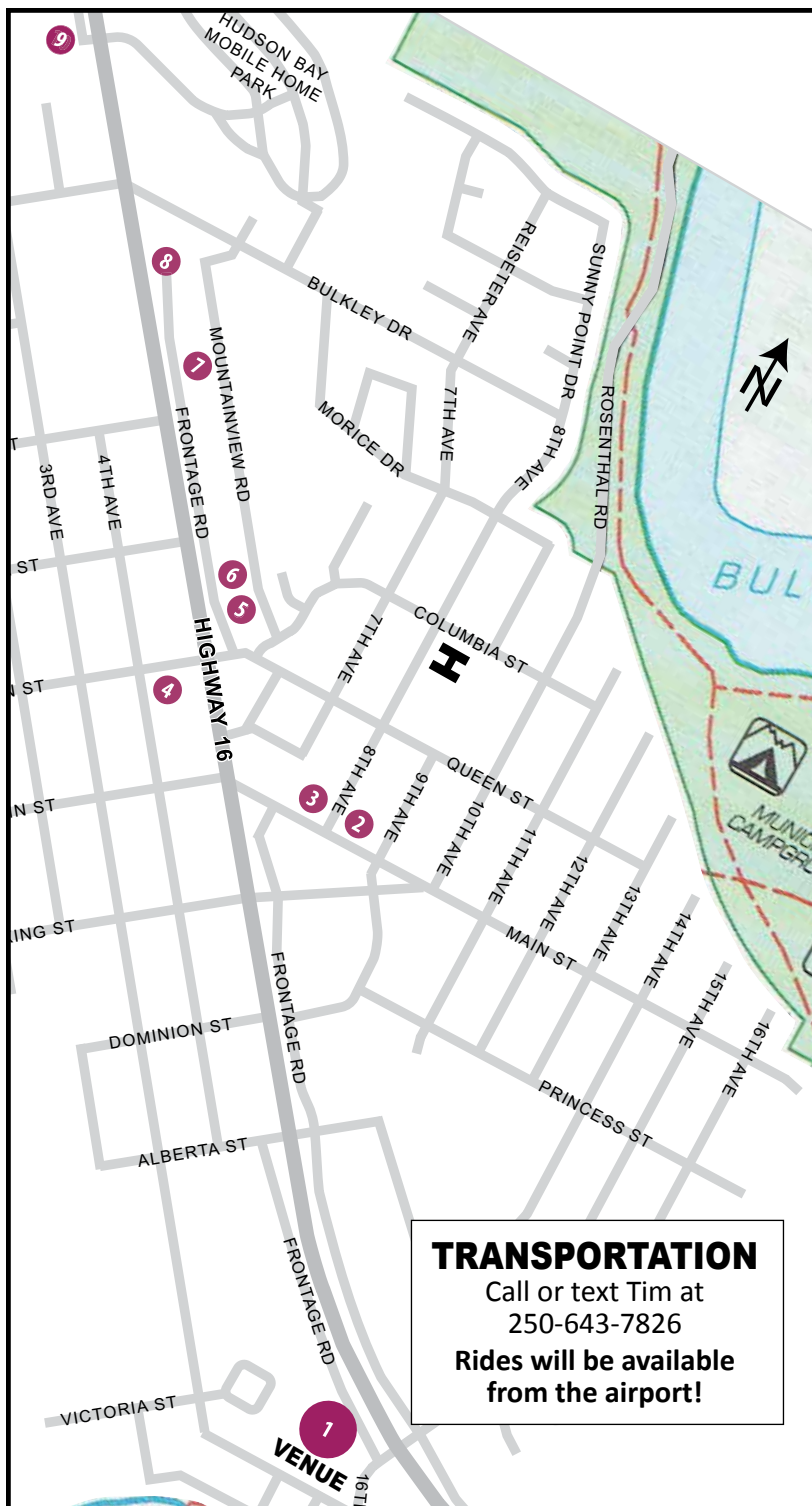 9
HUDSON BAY
MOBILE HOME
PARK
8
BULKLEY DR
REISETER AVE
SUNNY POINT DR
N
7
MOUNTAINVIEW RD
FRONTAGE RD
MORICE DR
7TH AVE
8TH AVE
ROSENTHAL RD
T
3RD AVE
4TH AVE
ST
6
5
BUL
HIGHWAY 16
COLUMBIA ST
7TH AVE
H
N ST
4
QUEEN ST
3
8TH AVE
2
9TH AVE
10TH AVE
11TH AVE
12TH AVE
13TH AVE
14TH AVE
15TH AVE
16TH AVE
MUNIC
CAMPGRO
IN ST
MAIN ST
KING ST
FRONTAGE RD
DOMINION ST
PRINCESS ST
ALBERTA ST
FRONTAGE RD
TRANSPORTATION
Call or text Tim at
250-643-7826
Rides will be available
from the airport!
VICTORIA ST
1
VENUE
16TH